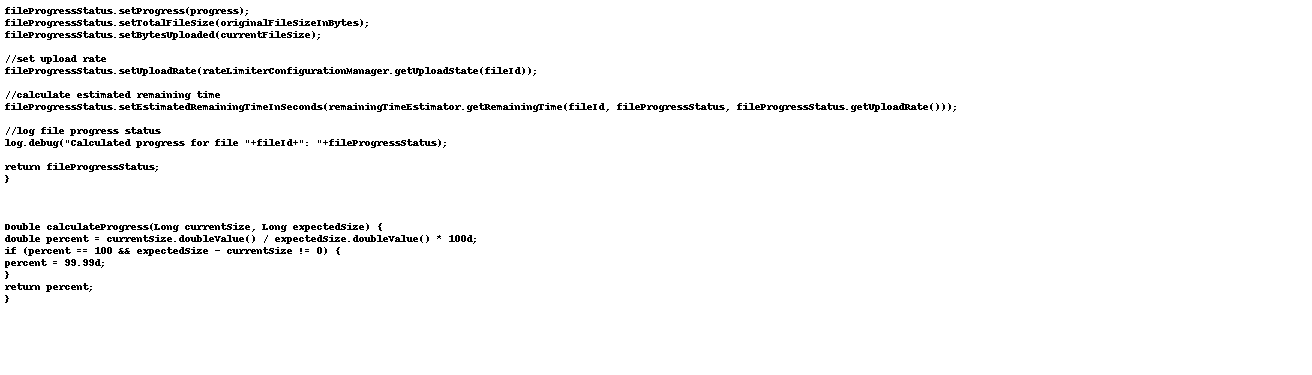 fileProgressStatus.setProgress(progress);
fileProgressStatus.setTotalFileSize(originalFileSizeInBytes);
fileProgressStatus.setBytesUploaded(currentFileSize);
//set upload rate
fileProgressStatus.setUploadRate(rateLimiterConfigurationManager.getUploadState(fileId));
//calculate estimated remaining time
fileProgressStatus.setEstimatedRemainingTimeInSeconds(remainingTimeEstimator.getRemainingTime(fileId, fileProgressStatus, fileProgressStatus.getUploadRate()));
//log file progress status
log.debug("Calculated progress for file "+fileId+": "+fileProgressStatus);
return fileProgressStatus;
}
Double calculateProgress(Long currentSize, Long expectedSize) {
double percent = currentSize.doubleValue() / expectedSize.doubleValue() * 100d;
if (percent == 100 && expectedSize - currentSize != 0) {
percent = 99.99d;
}
return percent;
}